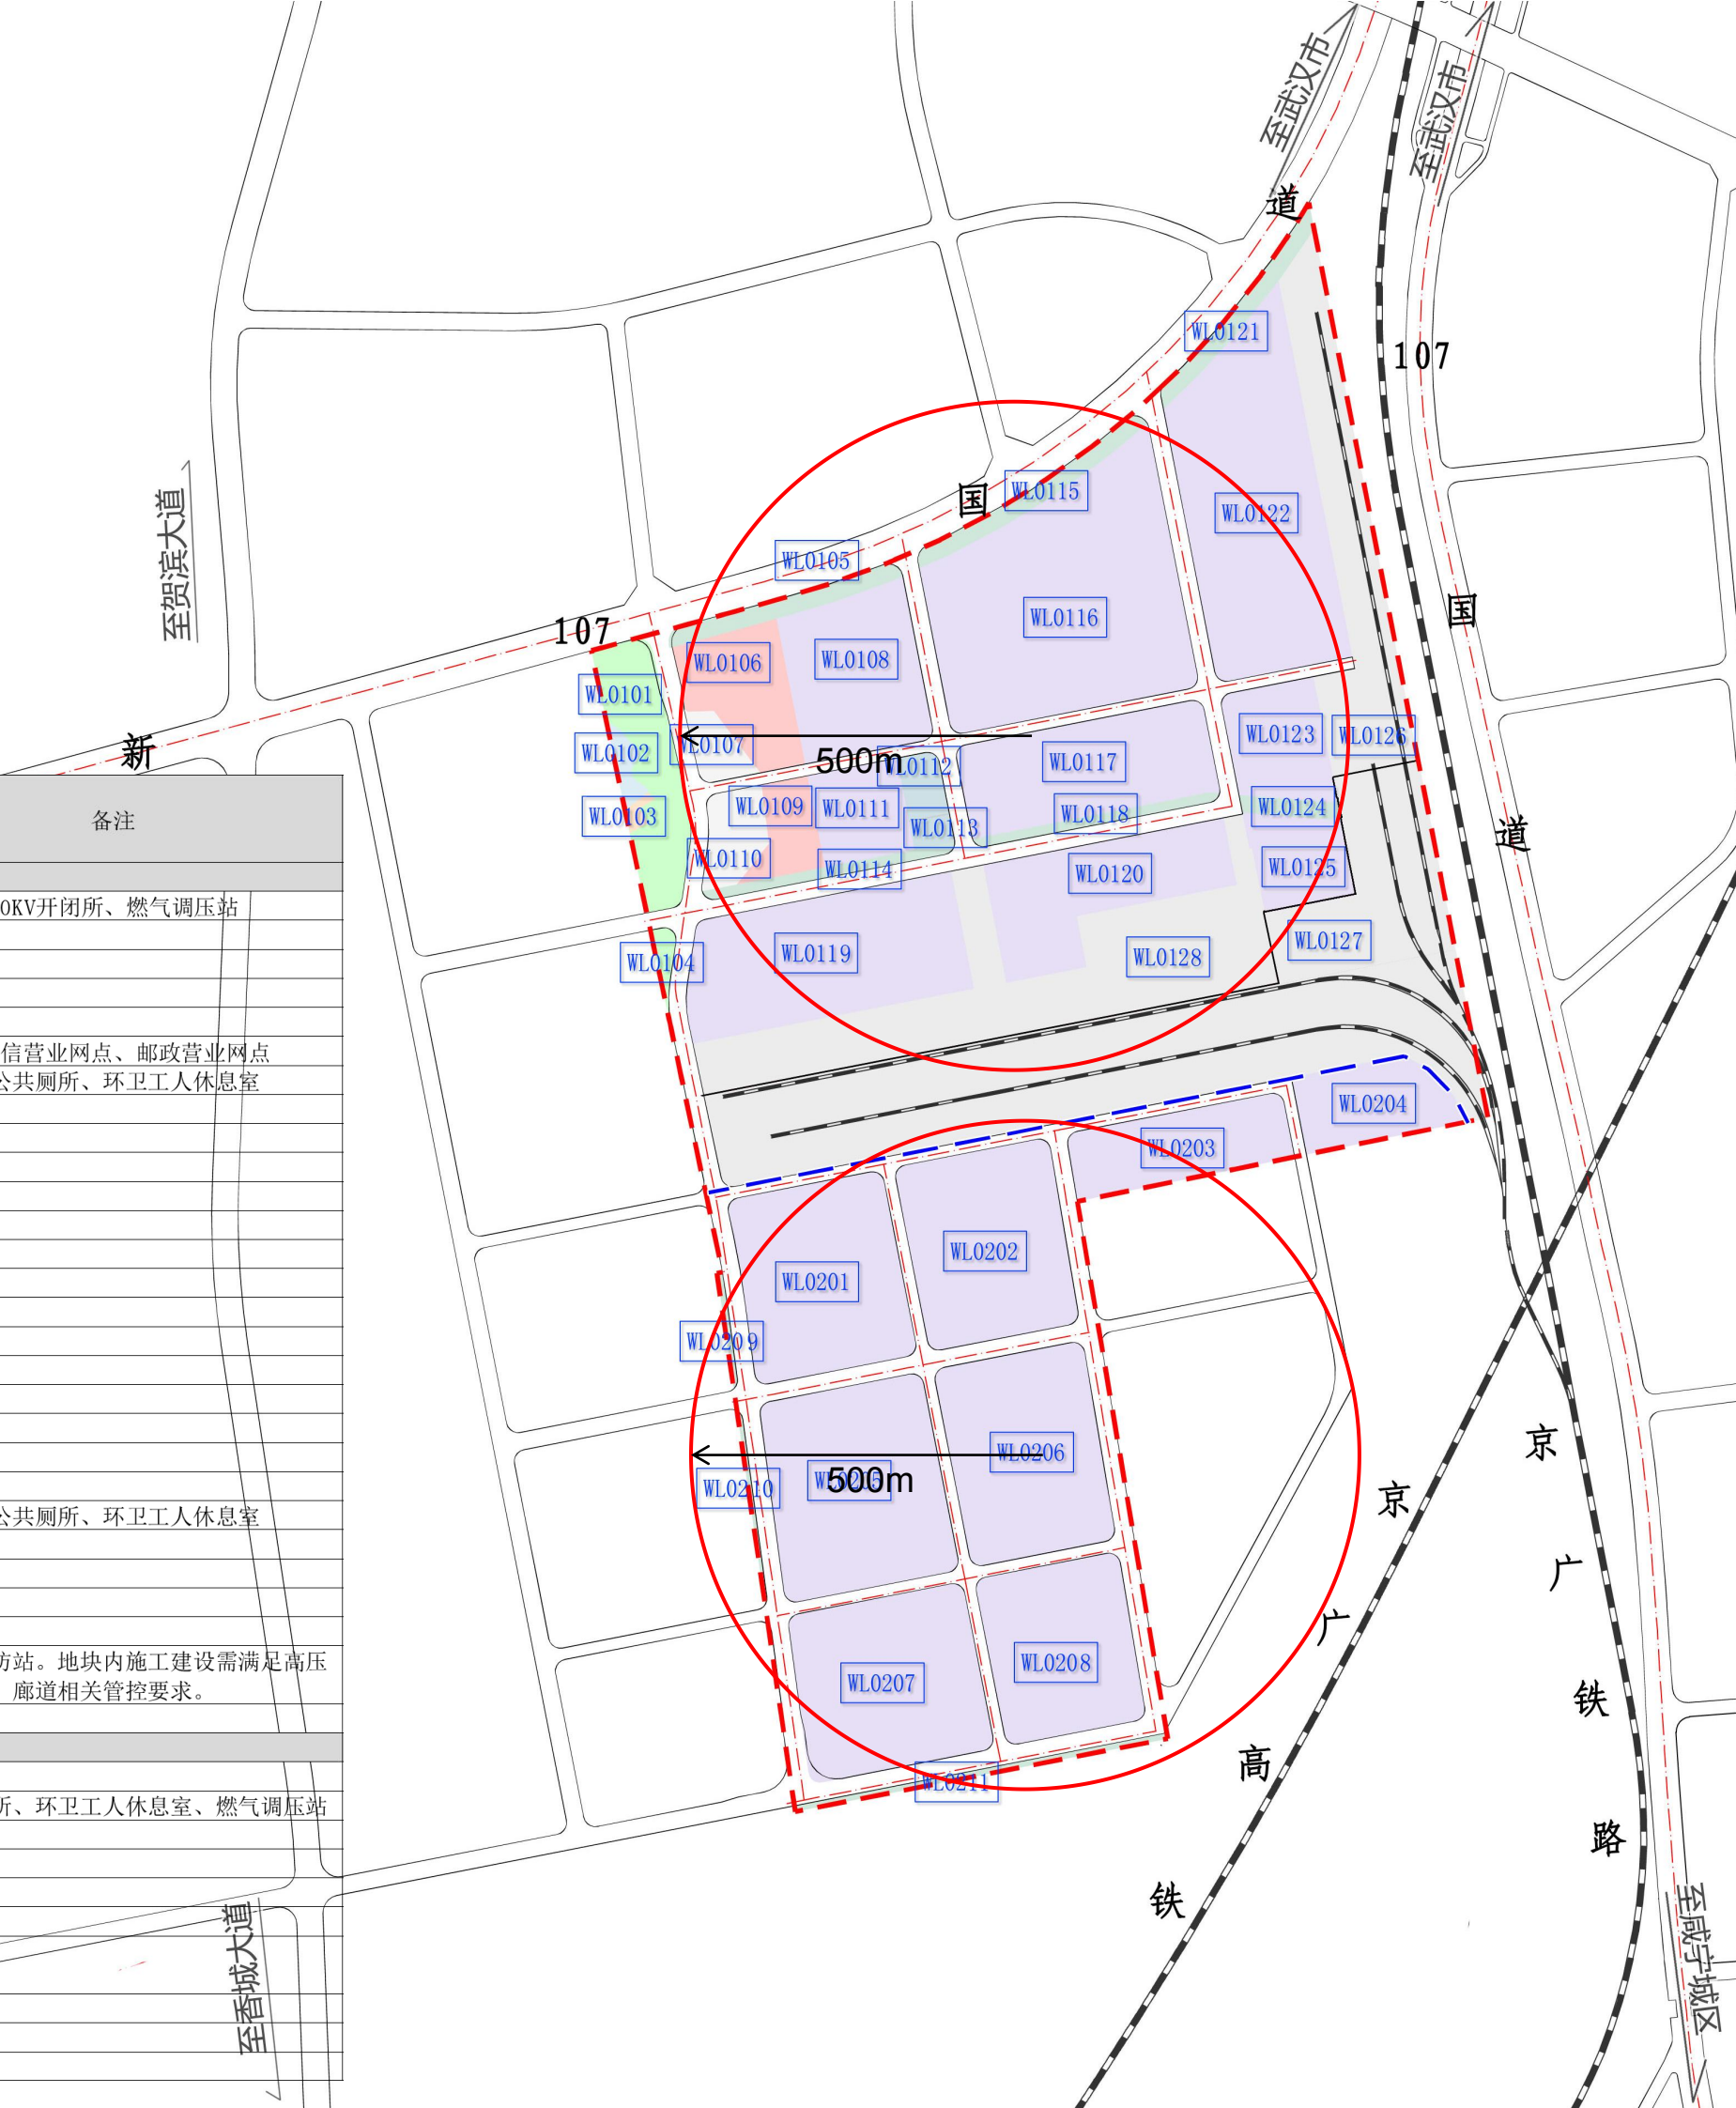 至武汉市
至武汉市
道
WL0121
107
至贺滨大道
国
WL0115
WL0122
WL0105
107
WL0116
国
WL0106
WL0108
WL0101
新
WL0102
WL0107
500m
WL0112
WL0117
WL0123
WL0126
WL0103
WL0109
WL0111
WL0113
WL0118
WL0124
道
WL0110
WL0114
WL0120
WL0125
WL0104
WL0119
WL0128
WL0127
WL0204
WL0203
WL0201
WL0202
WL0209
WL0206
WL0205
500m
WL0210
WL0207
WL0208
WL0211
京
广
铁
路
京
广
高
铁
至咸宁城区
至香城大道
备注
0KV开闭所、燃气调压站
信营业网点、邮政营业网点
公共厕所、环卫工人休息室
公共厕所、环卫工人休息室
防站。地块内施工建设需满足高压
廊道相关管控要求。
所、环卫工人休息室、燃气调压站